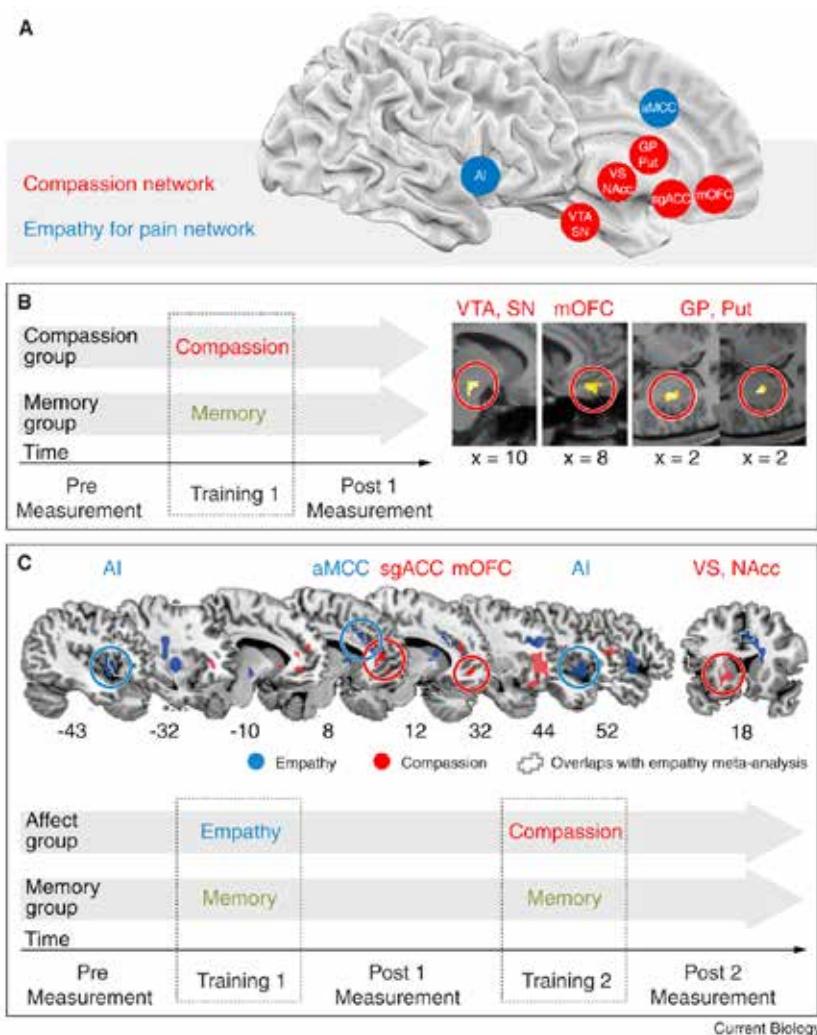 A
aMCC
GP
Put
AI
VS
NAcc
sgACC
mOFC
VTA
SN
Compassion network
Empathy for pain network
B
VTA, SN
mOFC
GP, Put
Compassion
group
Compassion
Memory
group
Memory
Time
x = 10
x = 8
x = 2
x = 2
Pre
Measurement
Training 1
Post 1
Measurement
C
AI
aMCC
sgACC
mOFC
AI
VS, NAcc
-43
-32
-10
8
12
32
44
52
18
Empathy
Compassion
Overlaps with empathy meta-analysis
Affect
group
Empathy
Compassion
Memory
group
Memory
Memory
Time
Pre
Measurement
Training 1
Post 1
Measurement
Training 2
Post 2
Measurement
Current Biology